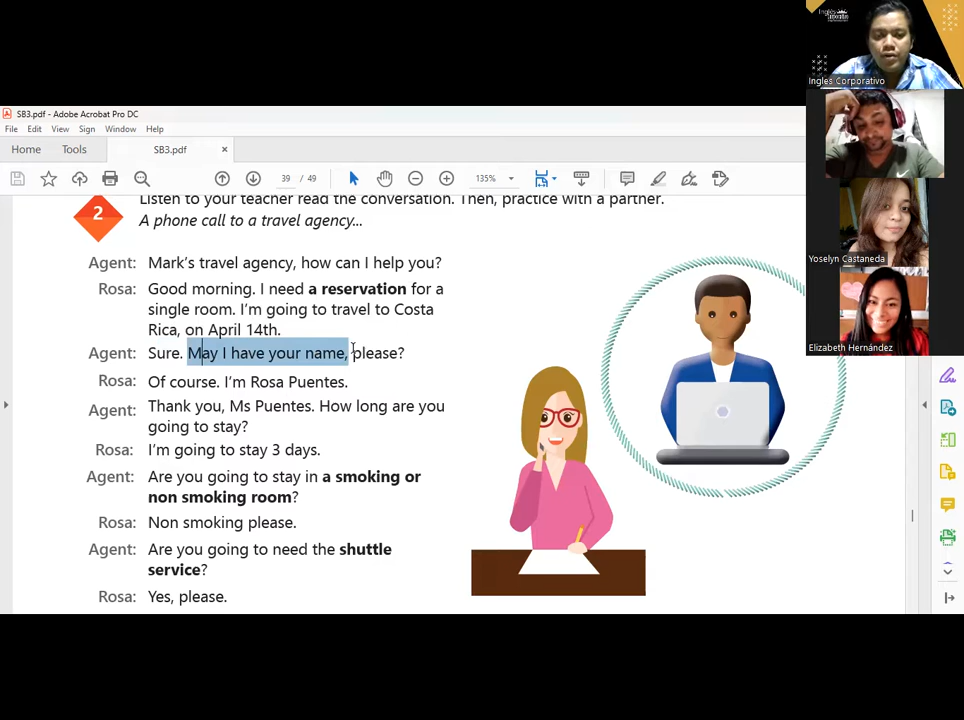 SB3.pdf - Adobe Acrobat Pro DC
File Edit View Sign Window Help
Home Tools SB3.pdf ×
39 / 49 135%
2
Listen to your teacher read the conversation. Then, practice with a partner.
A phone call to a travel agency...
Agent: Mark's travel agency, how can I help you?
Rosa: Good morning. I need a reservation for a
single room. I'm going to travel to Costa
Rica, on April 14th.
Agent: Sure. May I have your name, please?
Rosa: Of course. I'm Rosa Puentes.
Agent: Thank you, Ms Puentes. How long are you
going to stay?
Rosa: I'm going to stay 3 days.
Agent: Are you going to stay in a smoking or
non smoking room?
Rosa: Non smoking please.
Agent: Are you going to need the shuttle
service?
Rosa: Yes, please.
Inglés
Corporativo
Ingles Corporativo
Yoselyn Castaneda
Elizabeth Hernández